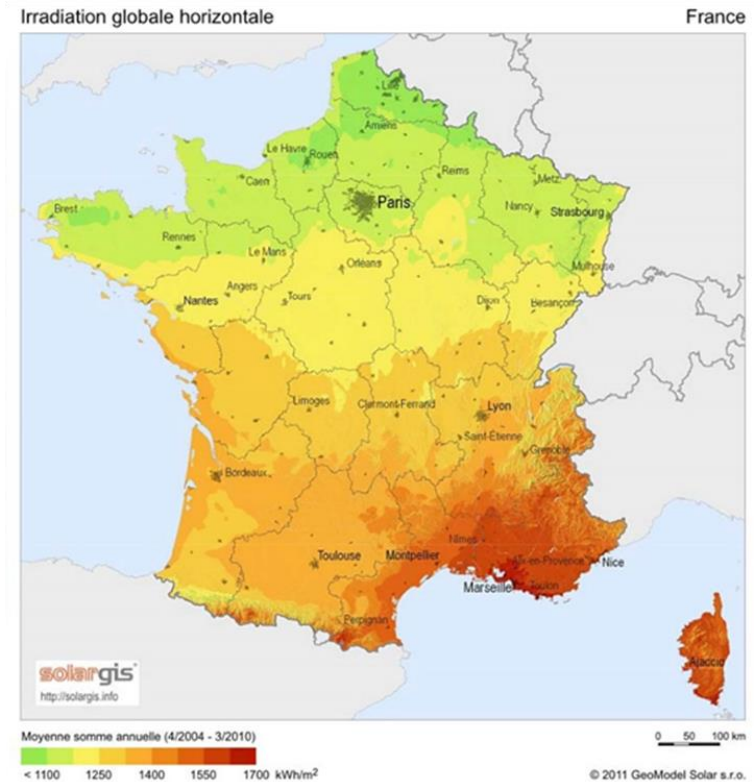 Irradiation globale horizontale
France
Lille
Amiens
Le Havre
Rouen
Caen
Reims
Metz
Paris
Nancy
Strasbourg
Brest
Rennes
Le Mans
Orléans
Mulhouse
Angers
Nantes
Tours
Dijon
Besançon
Limoges
Clermont-Ferrand
Lyon
Saint-Étienne
Grenoble
Bordeaux
Nîmes
Toulouse
Montpellier
Aix-en-Provence
Nice
Marseille
Toulon
Perpignan
Ajaccio
solargis
http://solargis.info
Moyenne somme annuelle (4/2004 - 3/2010)
0 50 100 km
< 1100 1250 1400 1550 1700 kWh/m²
© 2011 GeoModel Solar s.r.o.